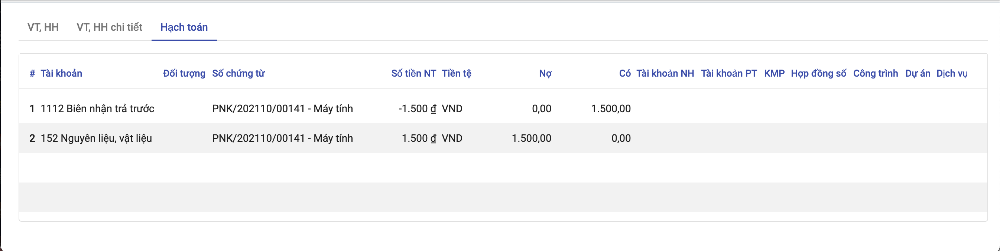 VT, HH VT, HH chi tiết Hạch toán
# Tài khoản Đối tượng Số chứng từ Số tiền NT Tiền tệ Nợ Có Tài khoản NH Tài khoản PT KMP Hợp đồng số Công trình Dự án Dịch vụ
1 1112 Biên nhận trả trước PNK/202110/00141 - Máy tính -1.500 ₫ VND 0,00 1.500,00
2 152 Nguyên liệu, vật liệu PNK/202110/00141 - Máy tính 1.500 ₫ VND 1.500,00 0,00